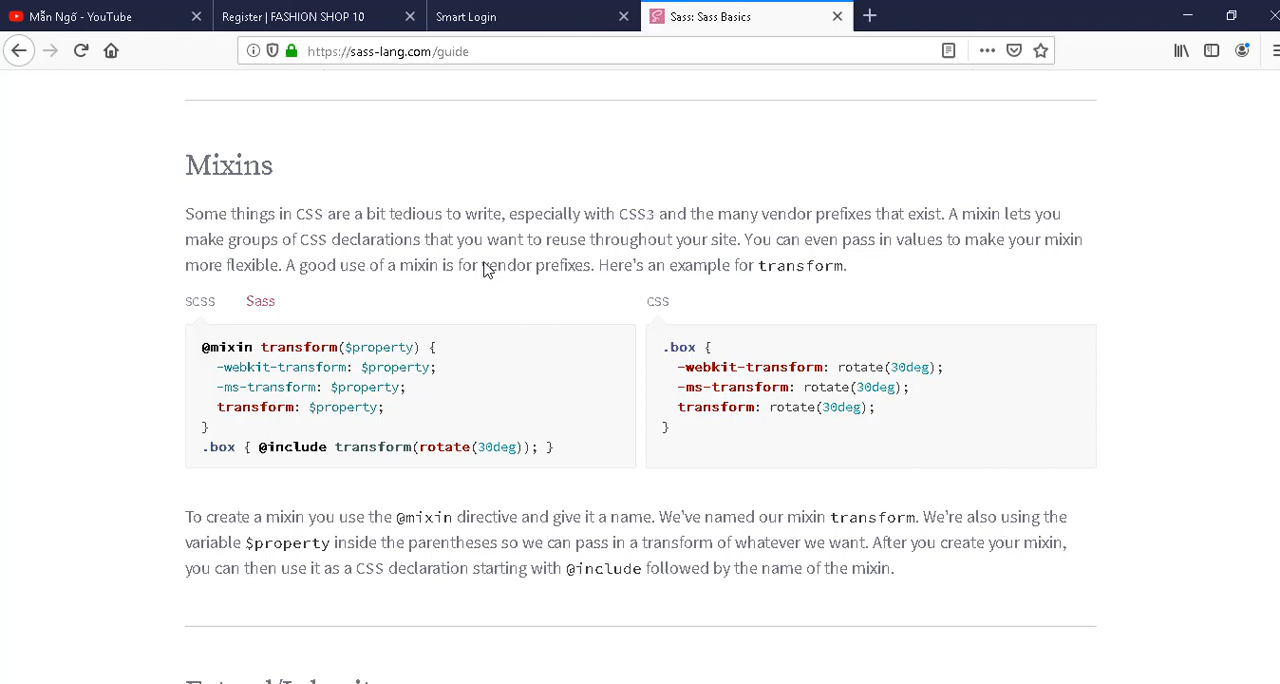 Mẫn Ngố - YouTube
Register | FASHION SHOP 10
Smart Login
Sass: Sass Basics
https://sass-lang.com/guide
Mixins
Some things in CSS are a bit tedious to write, especially with CSS3 and the many vendor prefixes that exist. A mixin lets you
make groups of CSS declarations that you want to reuse throughout your site. You can even pass in values to make your mixin
more flexible. A good use of a mixin is for vendor prefixes. Here's an example for transform.
SCSS Sass
@mixin transform($property) {
-webkit-transform: $property;
-ms-transform: $property;
transform: $property;
}
.box { @include transform(rotate(30deg)); }
CSS
.box {
-webkit-transform: rotate(30deg);
-ms-transform: rotate(30deg);
transform: rotate(30deg);
}
To create a mixin you use the @mixin directive and give it a name. We've named our mixin transform. We're also using the
variable $property inside the parentheses so we can pass in a transform of whatever we want. After you create your mixin,
you can then use it as a CSS declaration starting with @include followed by the name of the mixin.
Extend/Inheritance